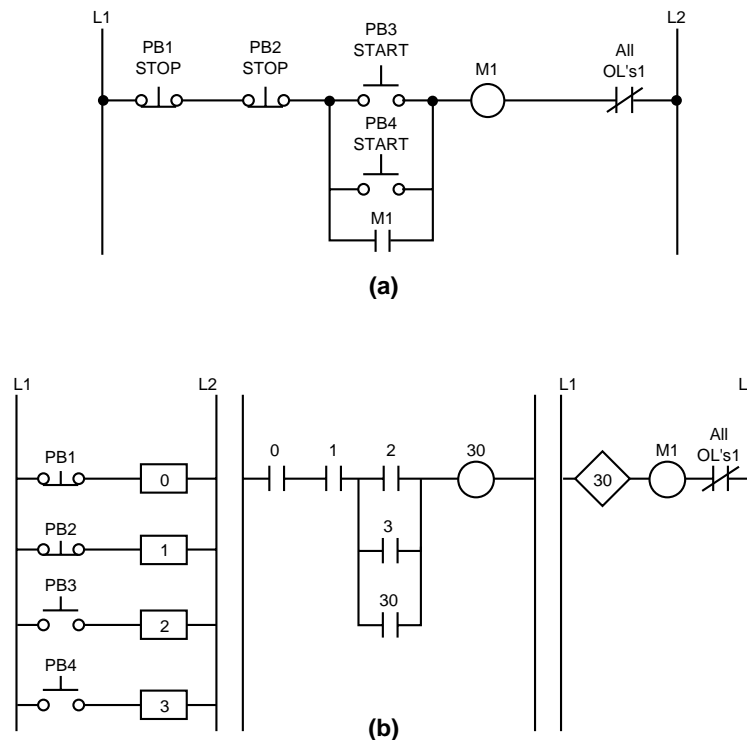 L1
L2
PB1
STOP
PB2
STOP
PB3
START
M1
All
OL's1
PB4
START
M1
(a)
L1
L2
L1
L
PB1
0
PB2
1
PB3
2
PB4
3
0
1
2
30
3
30
30
M1
All
OL's1
(b)